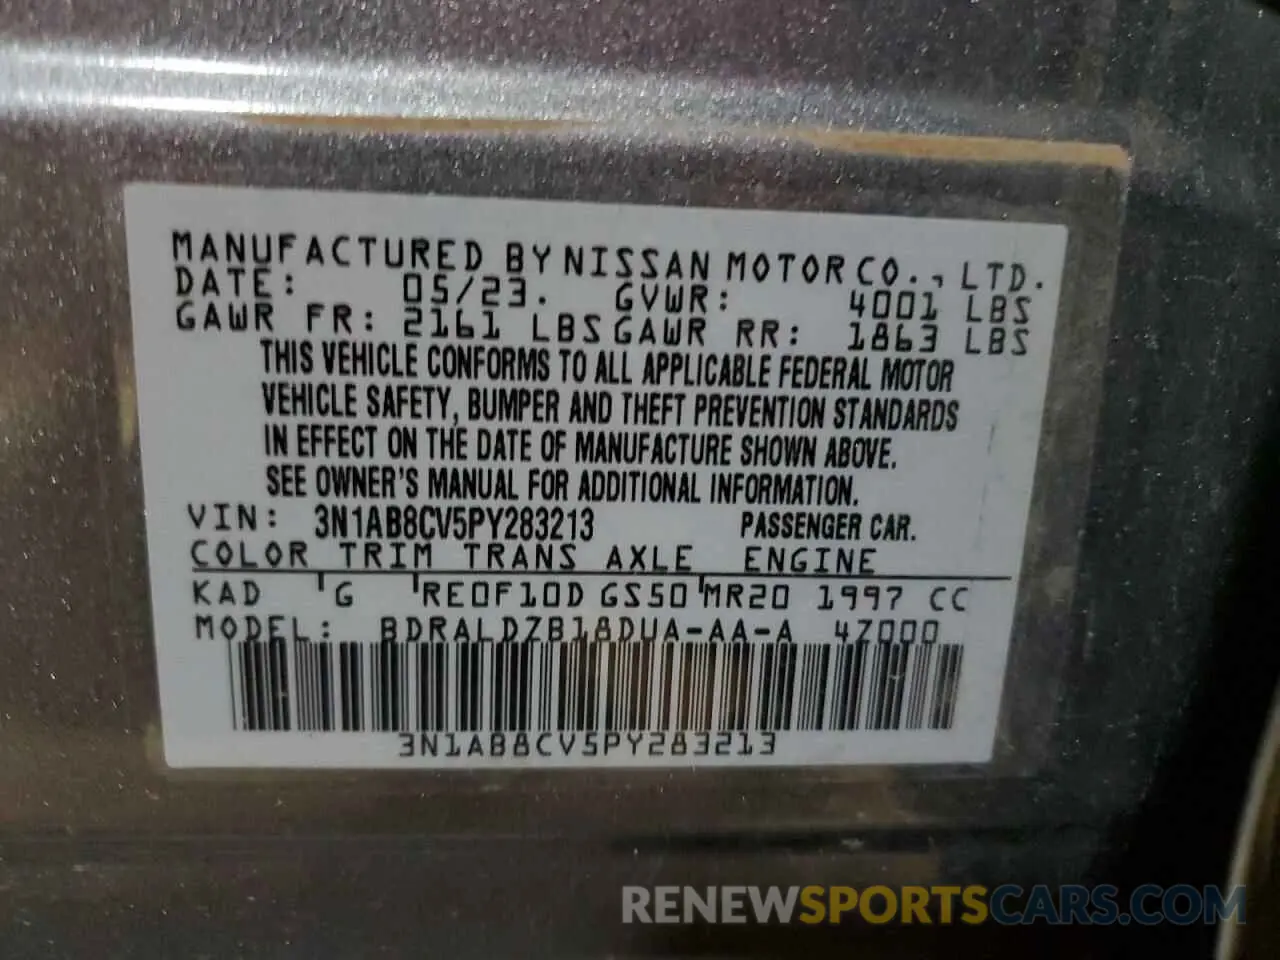 MANUFACTURED BY NISSAN MOTOR CO., LTD.
DATE: 05/23. GVWR: 4001 LBS
GAWR FR: 2161 LBS GAWR RR: 1863 LBS
THIS VEHICLE CONFORMS TO ALL APPLICABLE FEDERAL MOTOR
VEHICLE SAFETY, BUMPER AND THEFT PREVENTION STANDARDS
IN EFFECT ON THE DATE OF MANUFACTURE SHOWN ABOVE.
SEE OWNER'S MANUAL FOR ADDITIONAL INFORMATION.
VIN: 3N1AB8CV5PY283213 PASSENGER CAR.
COLOR TRIM TRANS AXLE ENGINE
KAD G RE0F10D GS50 MR20 1997 CC
MODEL: BDRALDZB18DUA-AA-A 4Z000
3N1AB8CV5PY283213
RENEWSPORTSCARS.COM